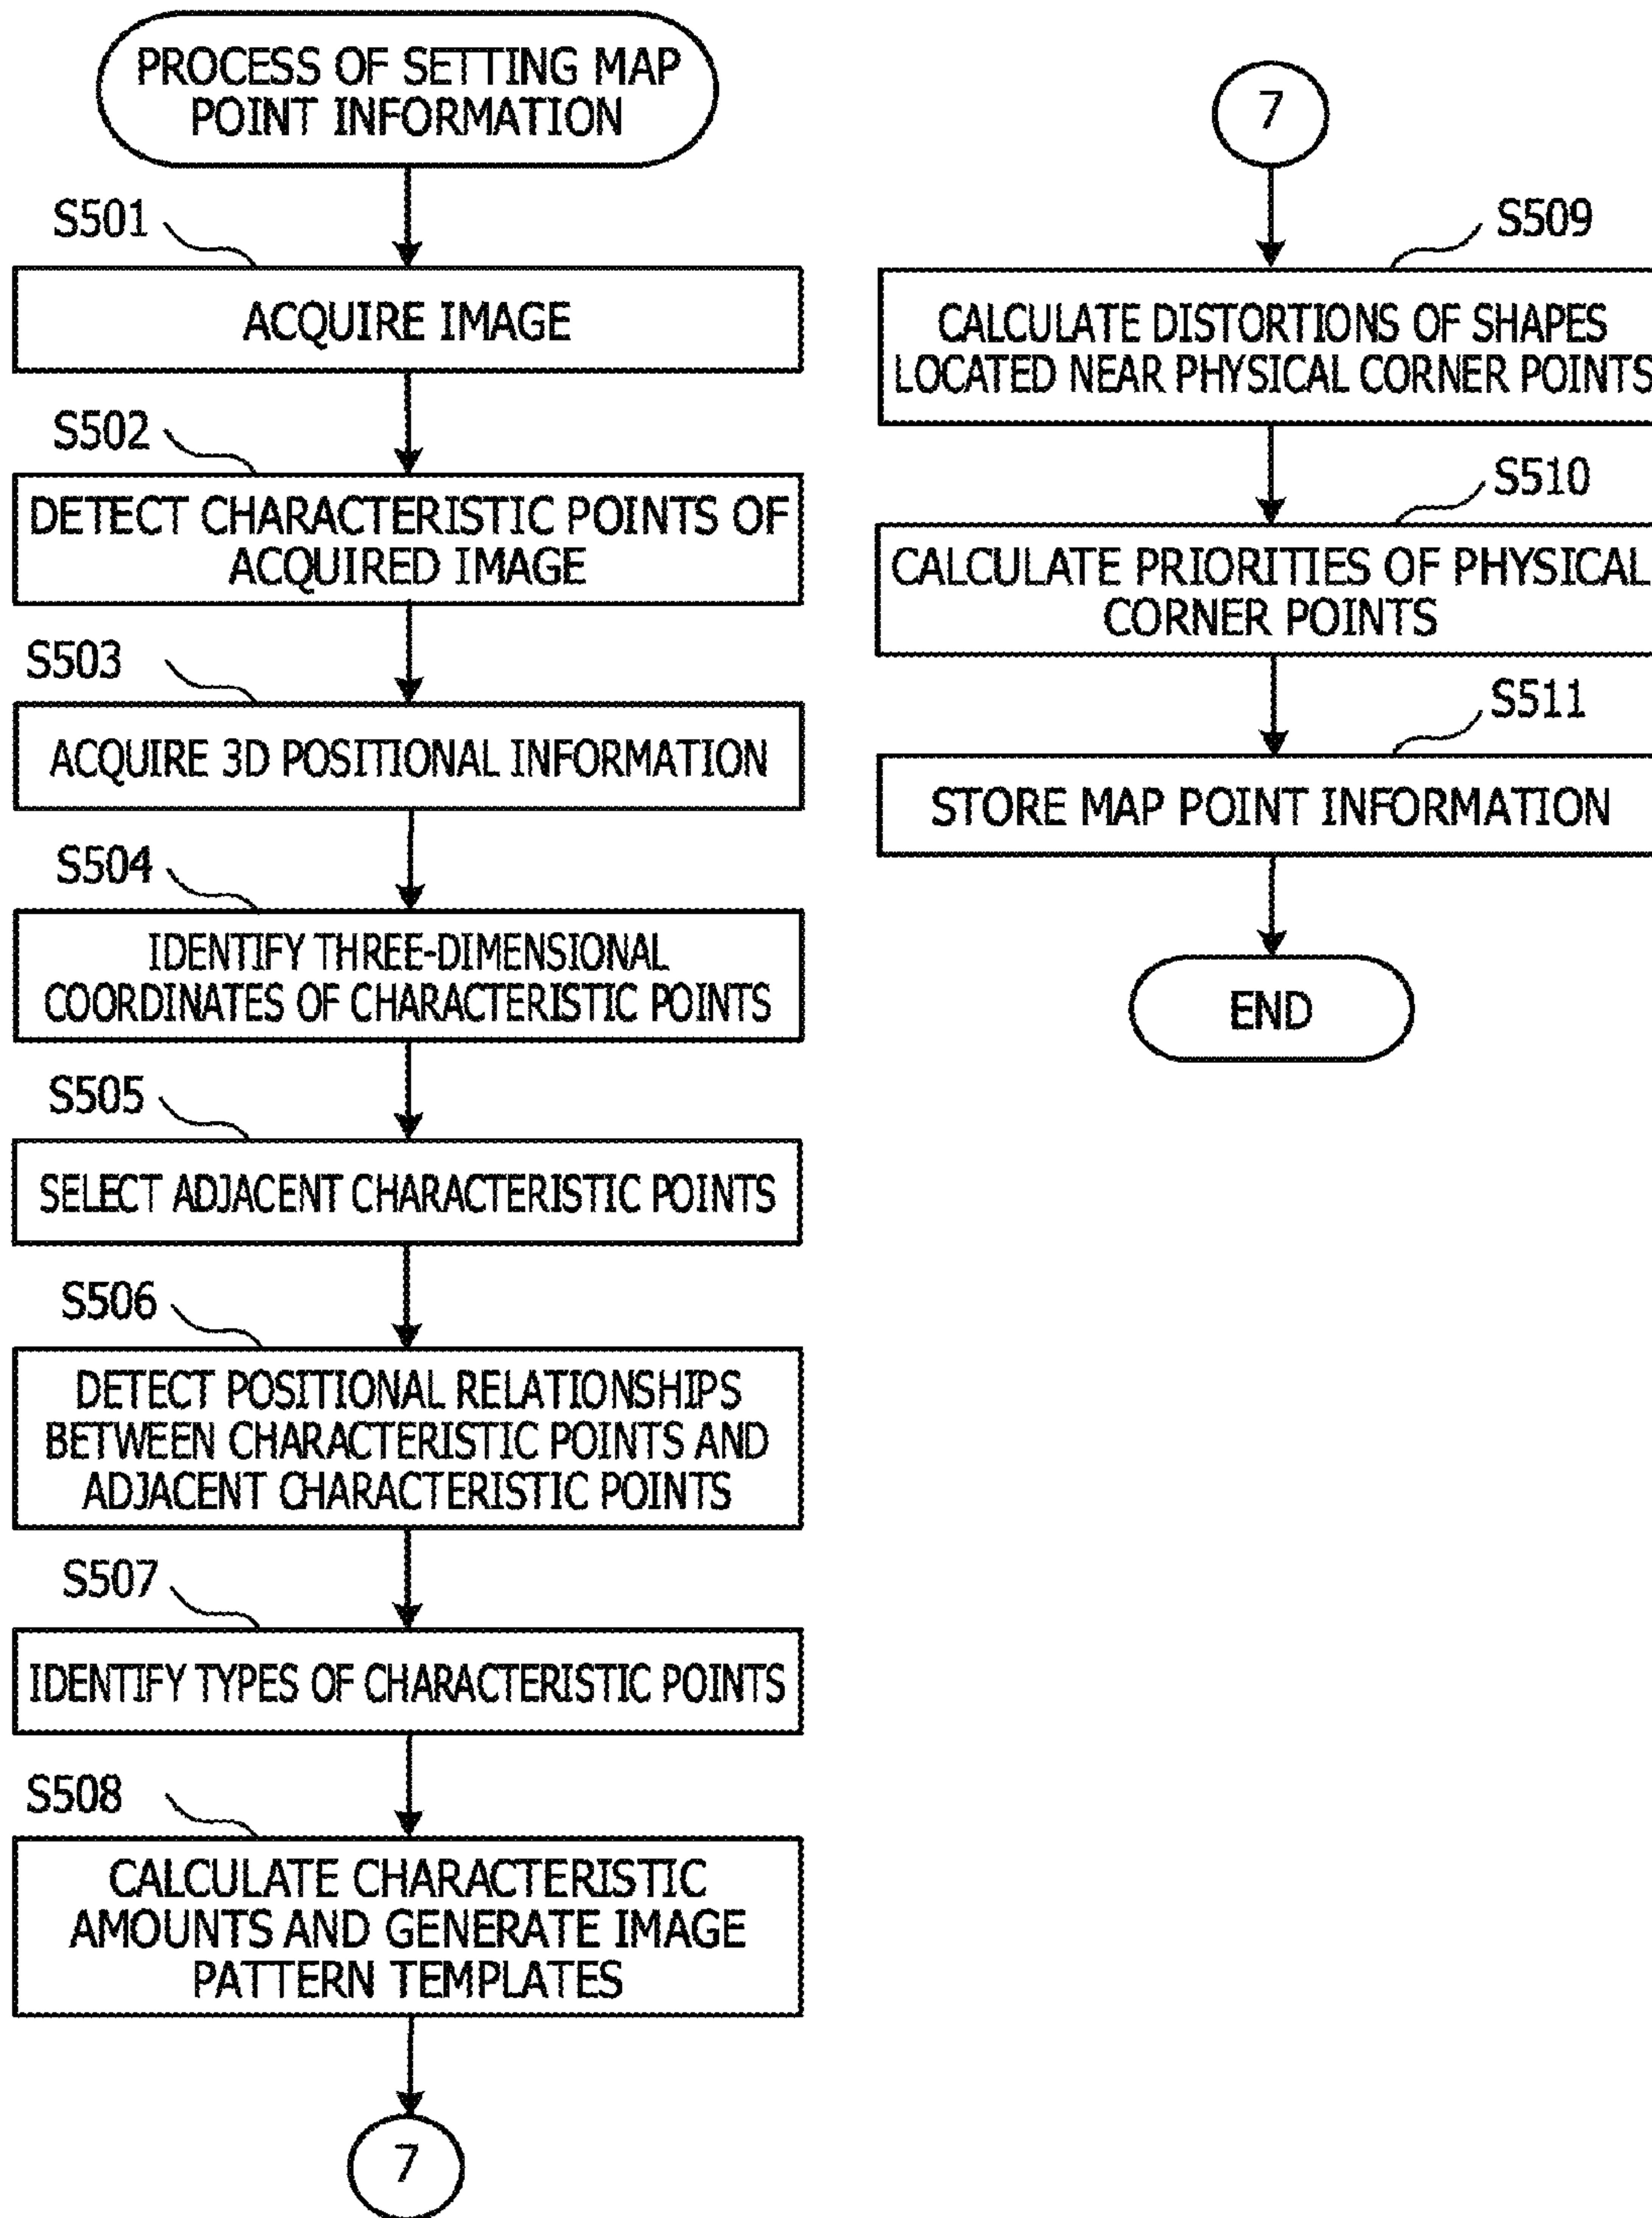 PROCESS OF SETTING MAP
POINT INFORMATION
S501
ACQUIRE IMAGE
S502
DETECT CHARACTERISTIC POINTS OF
ACQUIRED IMAGE
S503
ACQUIRE 3D POSITIONAL INFORMATION
S504
IDENTIFY THREE-DIMENSIONAL
COORDINATES OF CHARACTERISTIC POINTS
S505
SELECT ADJACENT CHARACTERISTIC POINTS
S506
DETECT POSITIONAL RELATIONSHIPS
BETWEEN CHARACTERISTIC POINTS AND
ADJACENT CHARACTERISTIC POINTS
S507
IDENTIFY TYPES OF CHARACTERISTIC POINTS
S508
CALCULATE CHARACTERISTIC
AMOUNTS AND GENERATE IMAGE
PATTERN TEMPLATES
7
7
S509
CALCULATE DISTORTIONS OF SHAPES
LOCATED NEAR PHYSICAL CORNER POINTS
S510
CALCULATE PRIORITIES OF PHYSICAL
CORNER POINTS
S511
STORE MAP POINT INFORMATION
END